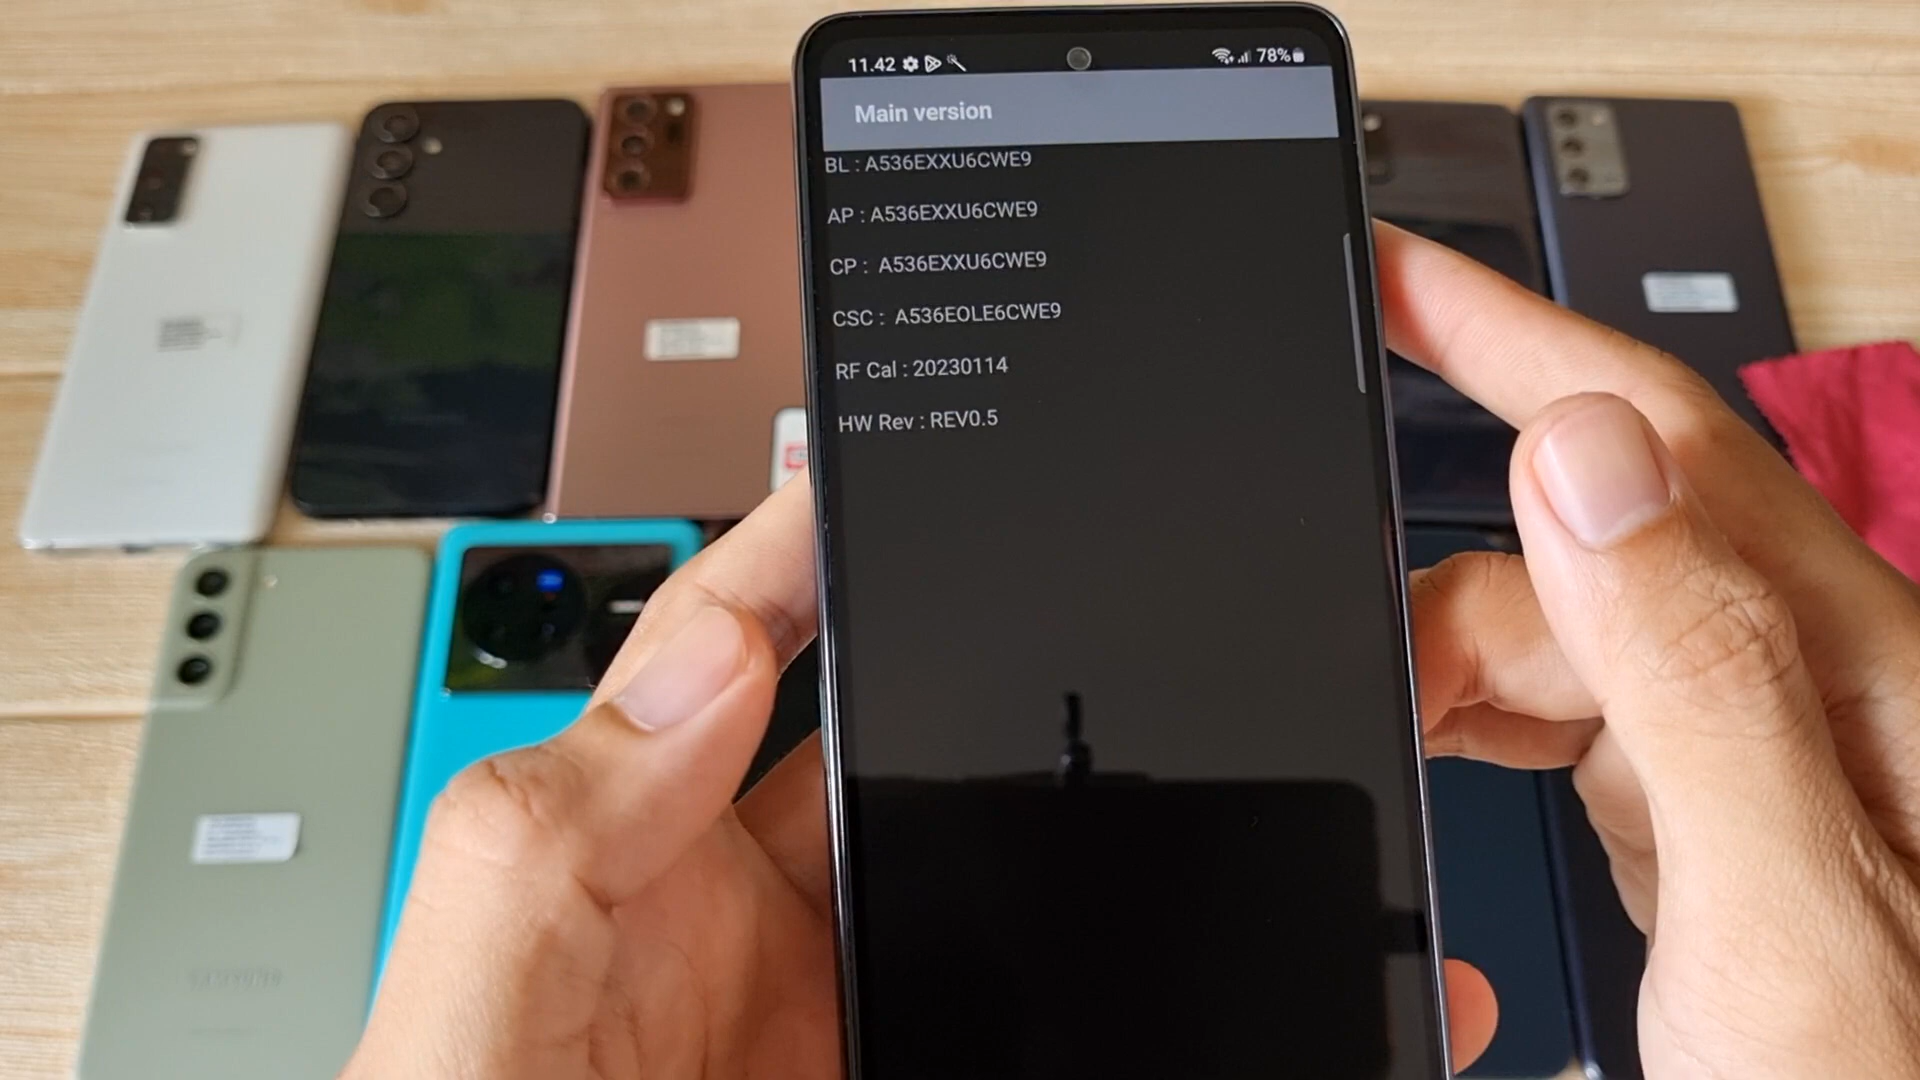 11.42 78%
Main version
BL : A536EXXU6CWE9
AP : A536EXXU6CWE9
CP : A536EXXU6CWE9
CSC : A536EOLE6CWE9
RF Cal : 20230114
HW Rev : REV0.5
SAMSUNG